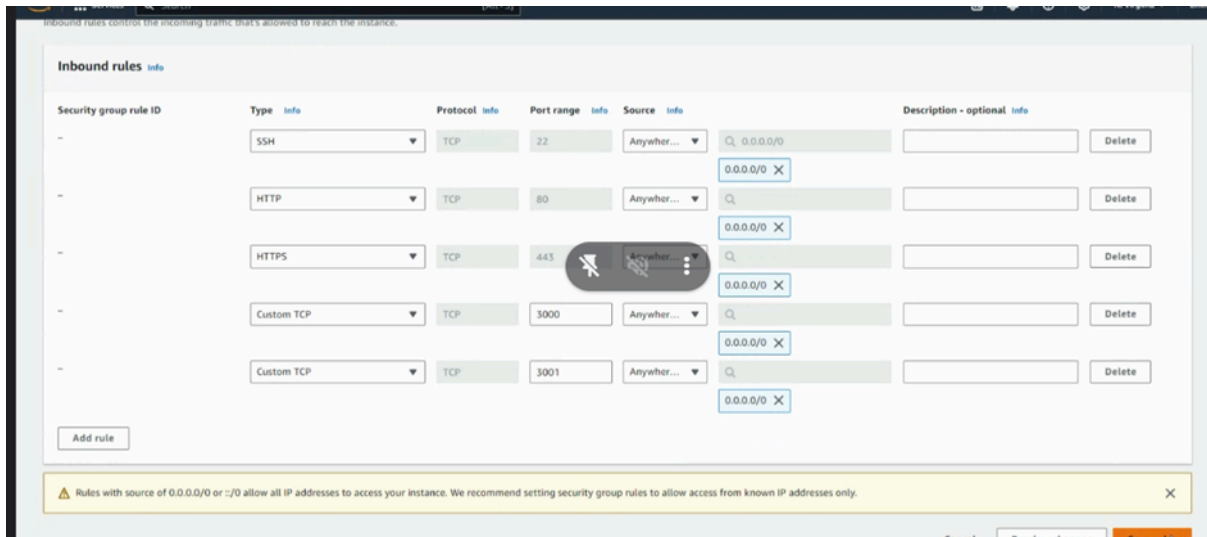 Services
Search
[Alt+S]
Inbound rules control the incoming traffic that's allowed to reach the instance.
Inbound rules Info
Security group rule ID Type Info Protocol Info Port range Info Source Info Description - optional Info
- SSH TCP 22 Anywher... 0.0.0.0/0 Delete
0.0.0.0/0
- HTTP TCP 80 Anywher... Delete
0.0.0.0/0
- HTTPS TCP 443 Anywher... Delete
0.0.0.0/0
- Custom TCP TCP 3000 Anywher... Delete
0.0.0.0/0
- Custom TCP TCP 3001 Anywher... Delete
0.0.0.0/0
Add rule
Rules with source of 0.0.0.0/0 or ::/0 allow all IP addresses to access your instance. We recommend setting security group rules to allow access from known IP addresses only.